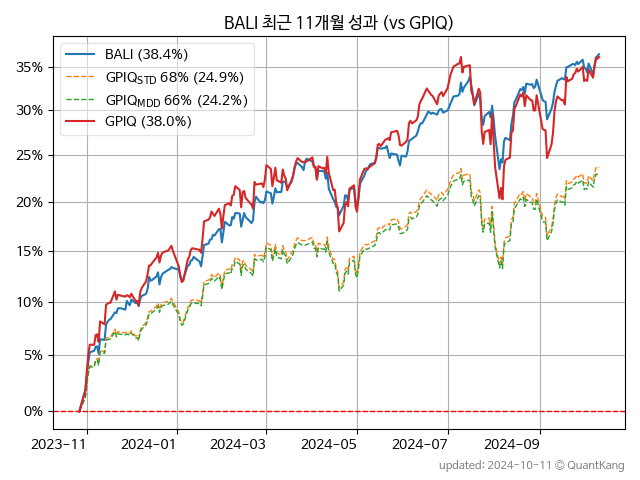 BALI 최근 11개월 성과 (vs GPIQ)
BALI (38.4%)
GPIQSTD 68% (24.9%)
GPIQMDD 66% (24.2%)
GPIQ (38.0%)
35%
30%
25%
20%
15%
10%
5%
0%
2023-11 2024-01 2024-03 2024-05 2024-07 2024-09
updated: 2024-10-11 © QuantKang